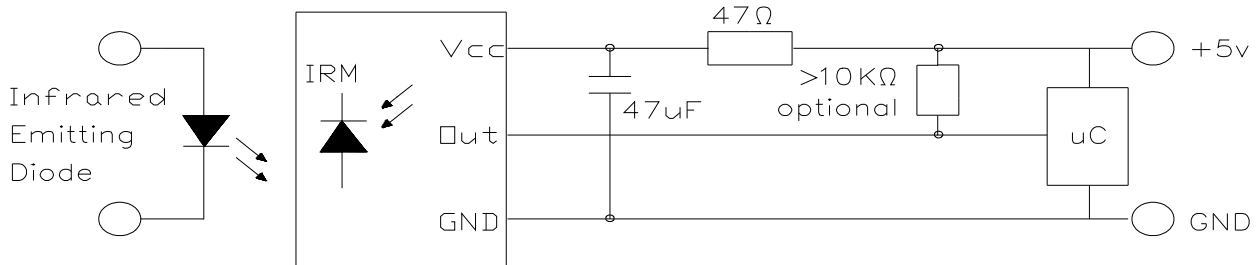 Infrared
Emitting
Diode
IRM
Vcc
Out
GND
47Ω
47uF
>10KΩ
optional
uC
+5v
GND